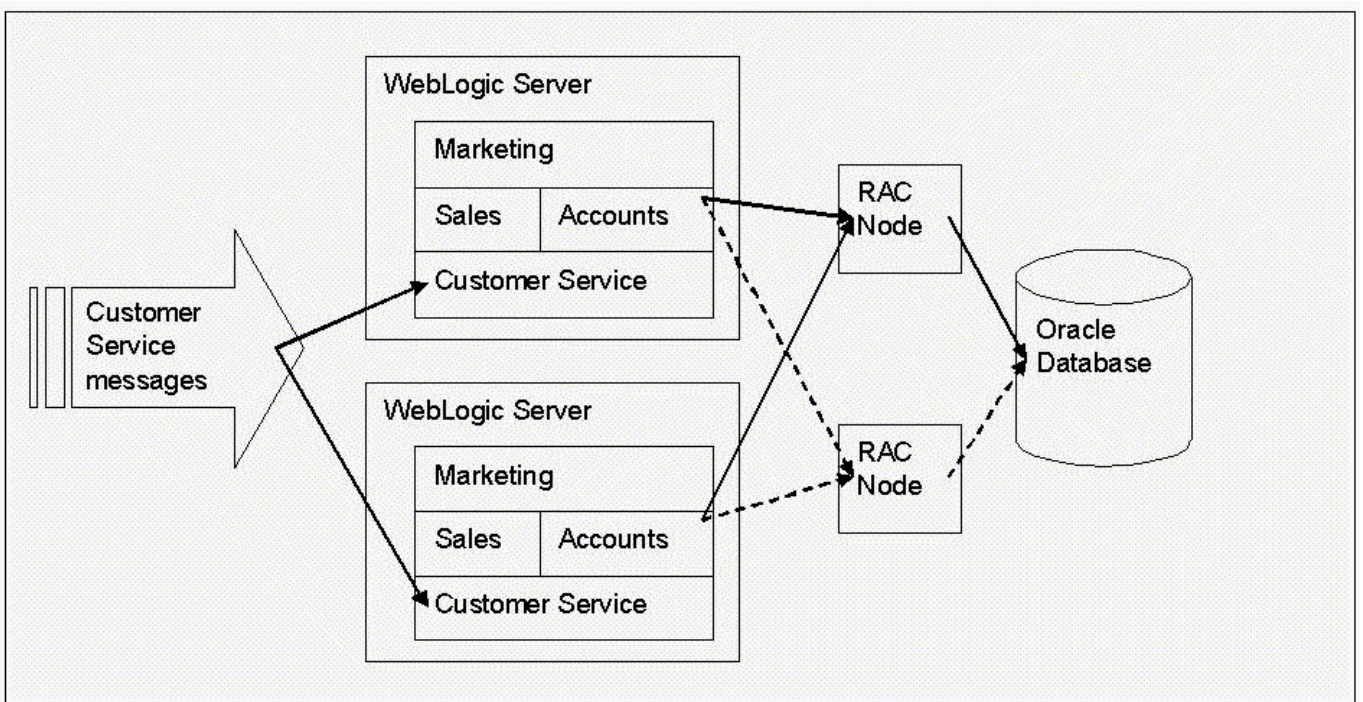 Customer
Service
messages
WebLogic Server
Marketing
Sales
Accounts
Customer Service
WebLogic Server
Marketing
Sales
Accounts
Customer Service
RAC
Node
RAC
Node
Oracle
Database